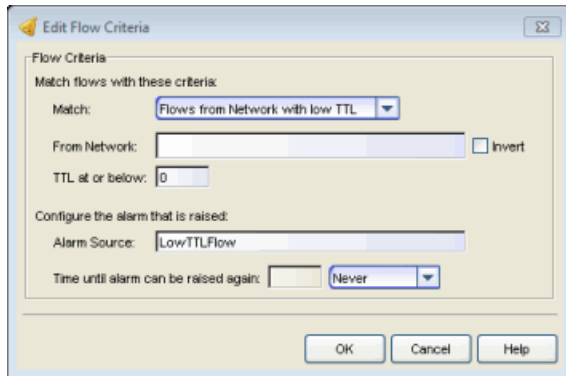 Edit Flow Criteria
Flow Criteria
Match flows with these criteria:
Match: Flows from Network with low TTL
From Network: Invert
TTL at or below: 0
Configure the alarm that is raised:
Alarm Source: LowTTLFlow
Time until alarm can be raised again: Never
OK Cancel Help